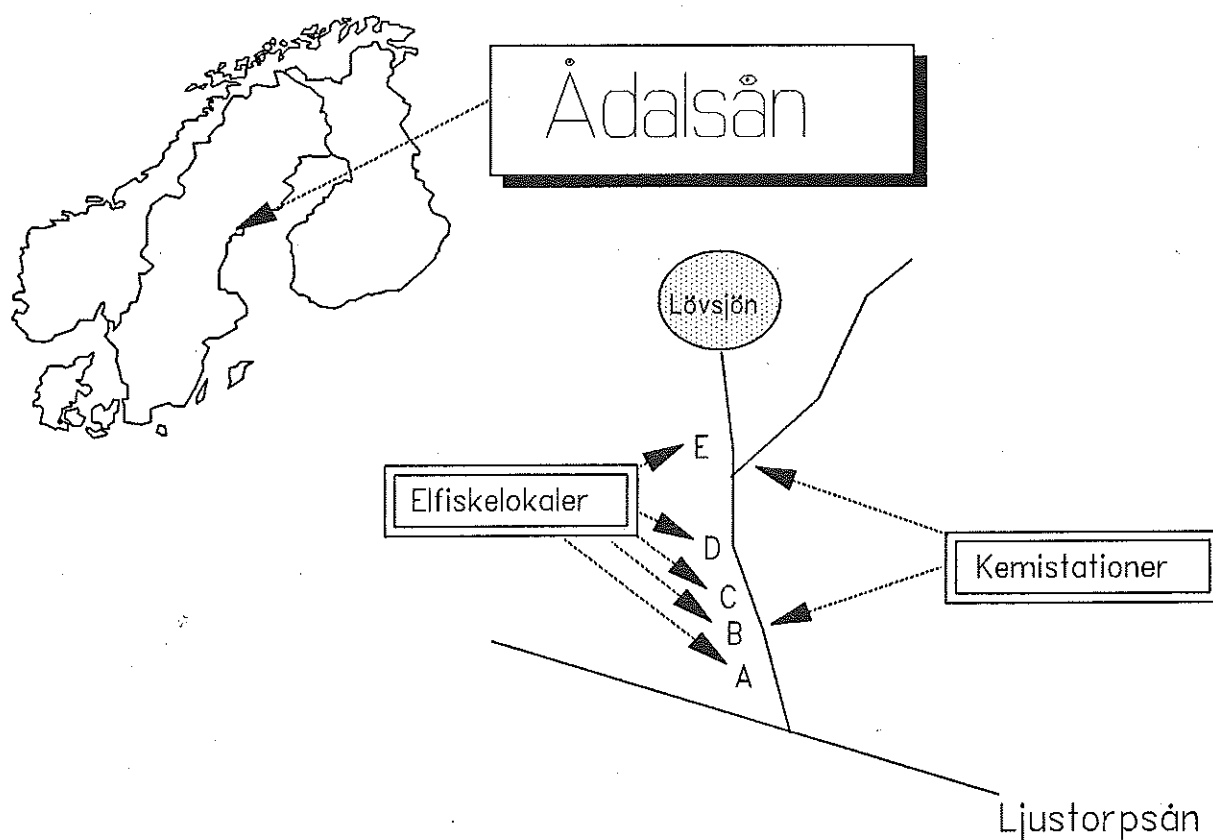 Ådalsån
Lövsjön
E
Elfiskelokaler
D
Kemistationer
C
B
A
Ljustorpsån